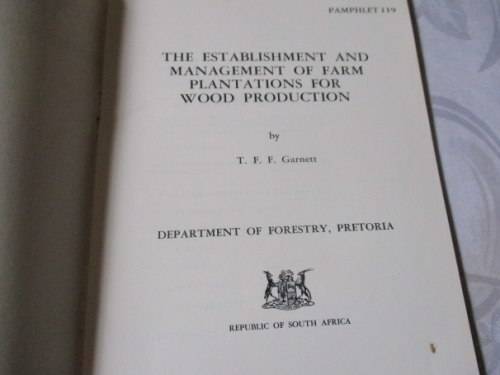 PAMPHLET 119
THE ESTABLISHMENT AND
MANAGEMENT OF FARM
PLANTATIONS FOR
WOOD PRODUCTION
by
T. F. F. Garnett
DEPARTMENT OF FORESTRY, PRETORIA
REPUBLIC OF SOUTH AFRICA